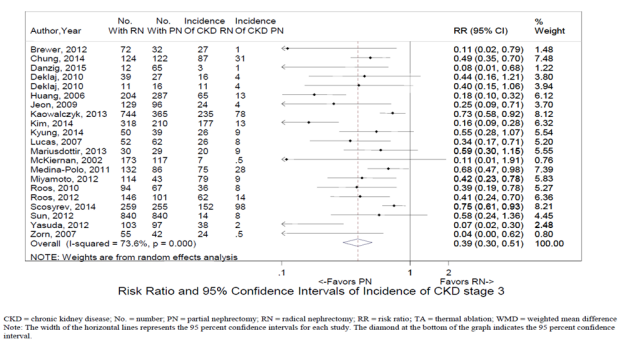 No. No. Incidence Incidence %
Author,Year With RN With PN Of CKD RN Of CKD PN RR (95% CI) Weight
Brewer, 2012 72 32 27 1 0.11 (0.02, 0.79) 1.48
Chung, 2014 124 122 87 31 0.49 (0.35, 0.70) 7.48
Danzig, 2015 12 65 3 1 0.08 (0.01, 0.68) 1.22
Deklaj, 2010 39 27 16 4 0.44 (0.16, 1.21) 3.80
Deklaj, 2010 11 16 11 4 0.40 (0.15, 1.06) 3.94
Huang, 2006 204 287 65 13 0.18 (0.10, 0.32) 6.31
Jeon, 2009 129 96 24 4 0.25 (0.09, 0.71) 3.70
Kaowalczyk, 2013 744 365 235 78 0.73 (0.58, 0.92) 8.12
Kim, 2014 318 210 177 13 0.16 (0.09, 0.28) 6.32
Kyung, 2014 50 39 26 9 0.55 (0.28, 1.07) 5.54
Lucas, 2007 52 62 26 8 0.34 (0.17, 0.71) 5.20
Mariusdottir, 2013 30 29 20 9 0.59 (0.30, 1.15) 5.55
McKiernan, 2002 173 117 7 .5 0.11 (0.01, 1.91) 0.76
Medina-Polo, 2011 132 86 75 28 0.68 (0.47, 0.98) 7.38
Miyamoto, 2012 114 43 79 9 0.42 (0.23, 0.78) 5.83
Roos, 2010 94 67 36 8 0.39 (0.19, 0.78) 5.27
Roos, 2012 146 101 62 14 0.41 (0.24, 0.70) 6.36
Scosyrev, 2014 259 255 152 98 0.75 (0.61, 0.93) 8.21
Sun, 2012 840 840 14 8 0.58 (0.24, 1.36) 4.45
Yasuda, 2012 103 97 38 2 0.07 (0.02, 0.30) 2.48
Zorn, 2007 55 42 24 .5 0.04 (0.00, 0.62) 0.80
Overall (I-squared = 73.6%, p = 0.000) 0.39 (0.30, 0.51) 100.00
NOTE: Weights are from random effects analysis
.1 1 2
<-Favors PN Favors RN->
Risk Ratio and 95% Confidence Intervals of Incidence of CKD stage 3
CKD = chronic kidney disease; No. = number; PN = partial nephrectomy; RN = radical nephrectomy; RR = risk ratio; TA = thermal ablation; WMD = weighted mean difference
Note: The width of the horizontal lines represents the 95 percent confidence intervals for each study. The diamond at the bottom of the graph indicates the 95 percent confidence
interval.